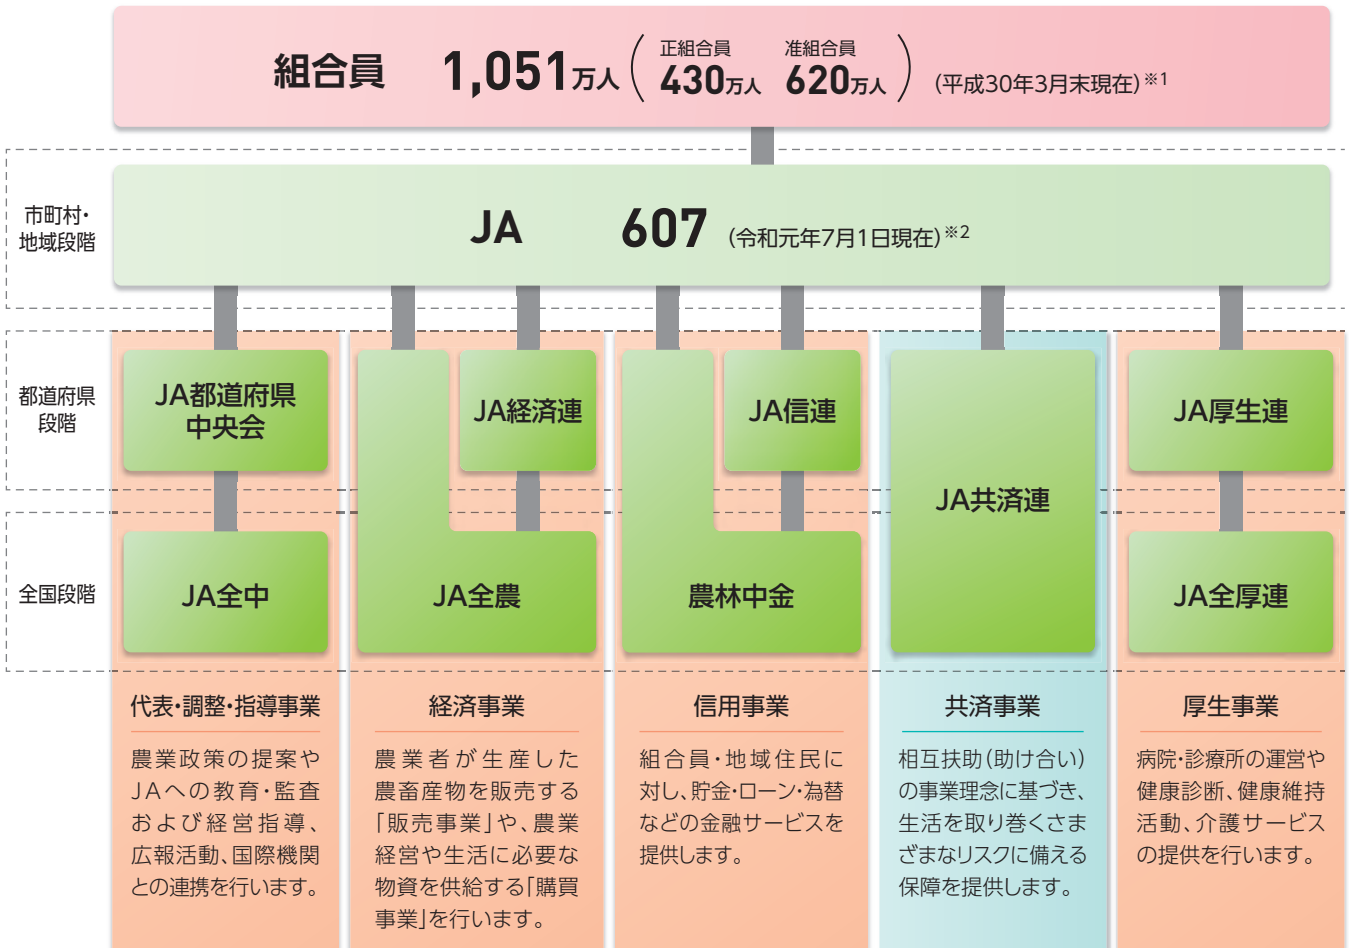 組合員 1,051万人 (正組合員 430万人 准組合員 620万人) (平成30年3月末現在)※1
市町村・
地域段階
JA 607 (令和元年7月1日現在)※2
都道府県
段階
JA都道府県
中央会
JA経済連
JA信連
JA共済連
JA厚生連
全国段階
JA全中
JA全農
農林中金
JA全厚連
代表・調整・指導事業
農業政策の提案や
JAへの教育・監査
および経営指導、
広報活動、国際機関
との連携を行います。
経済事業
農業者が生産した
農畜産物を販売する
「販売事業」や、農業
経営や生活に必要な
物資を供給する「購買
事業」を行います。
信用事業
組合員・地域住民に
対し、貯金・ローン・為替
などの金融サービスを
提供します。
共済事業
相互扶助(助け合い)
の事業理念に基づき、
生活を取り巻くさま
ざまなリスクに備える
保障を提供します。
厚生事業
病院・診療所の運営や
健康診断、健康維持
活動、介護サービス
の提供を行います。